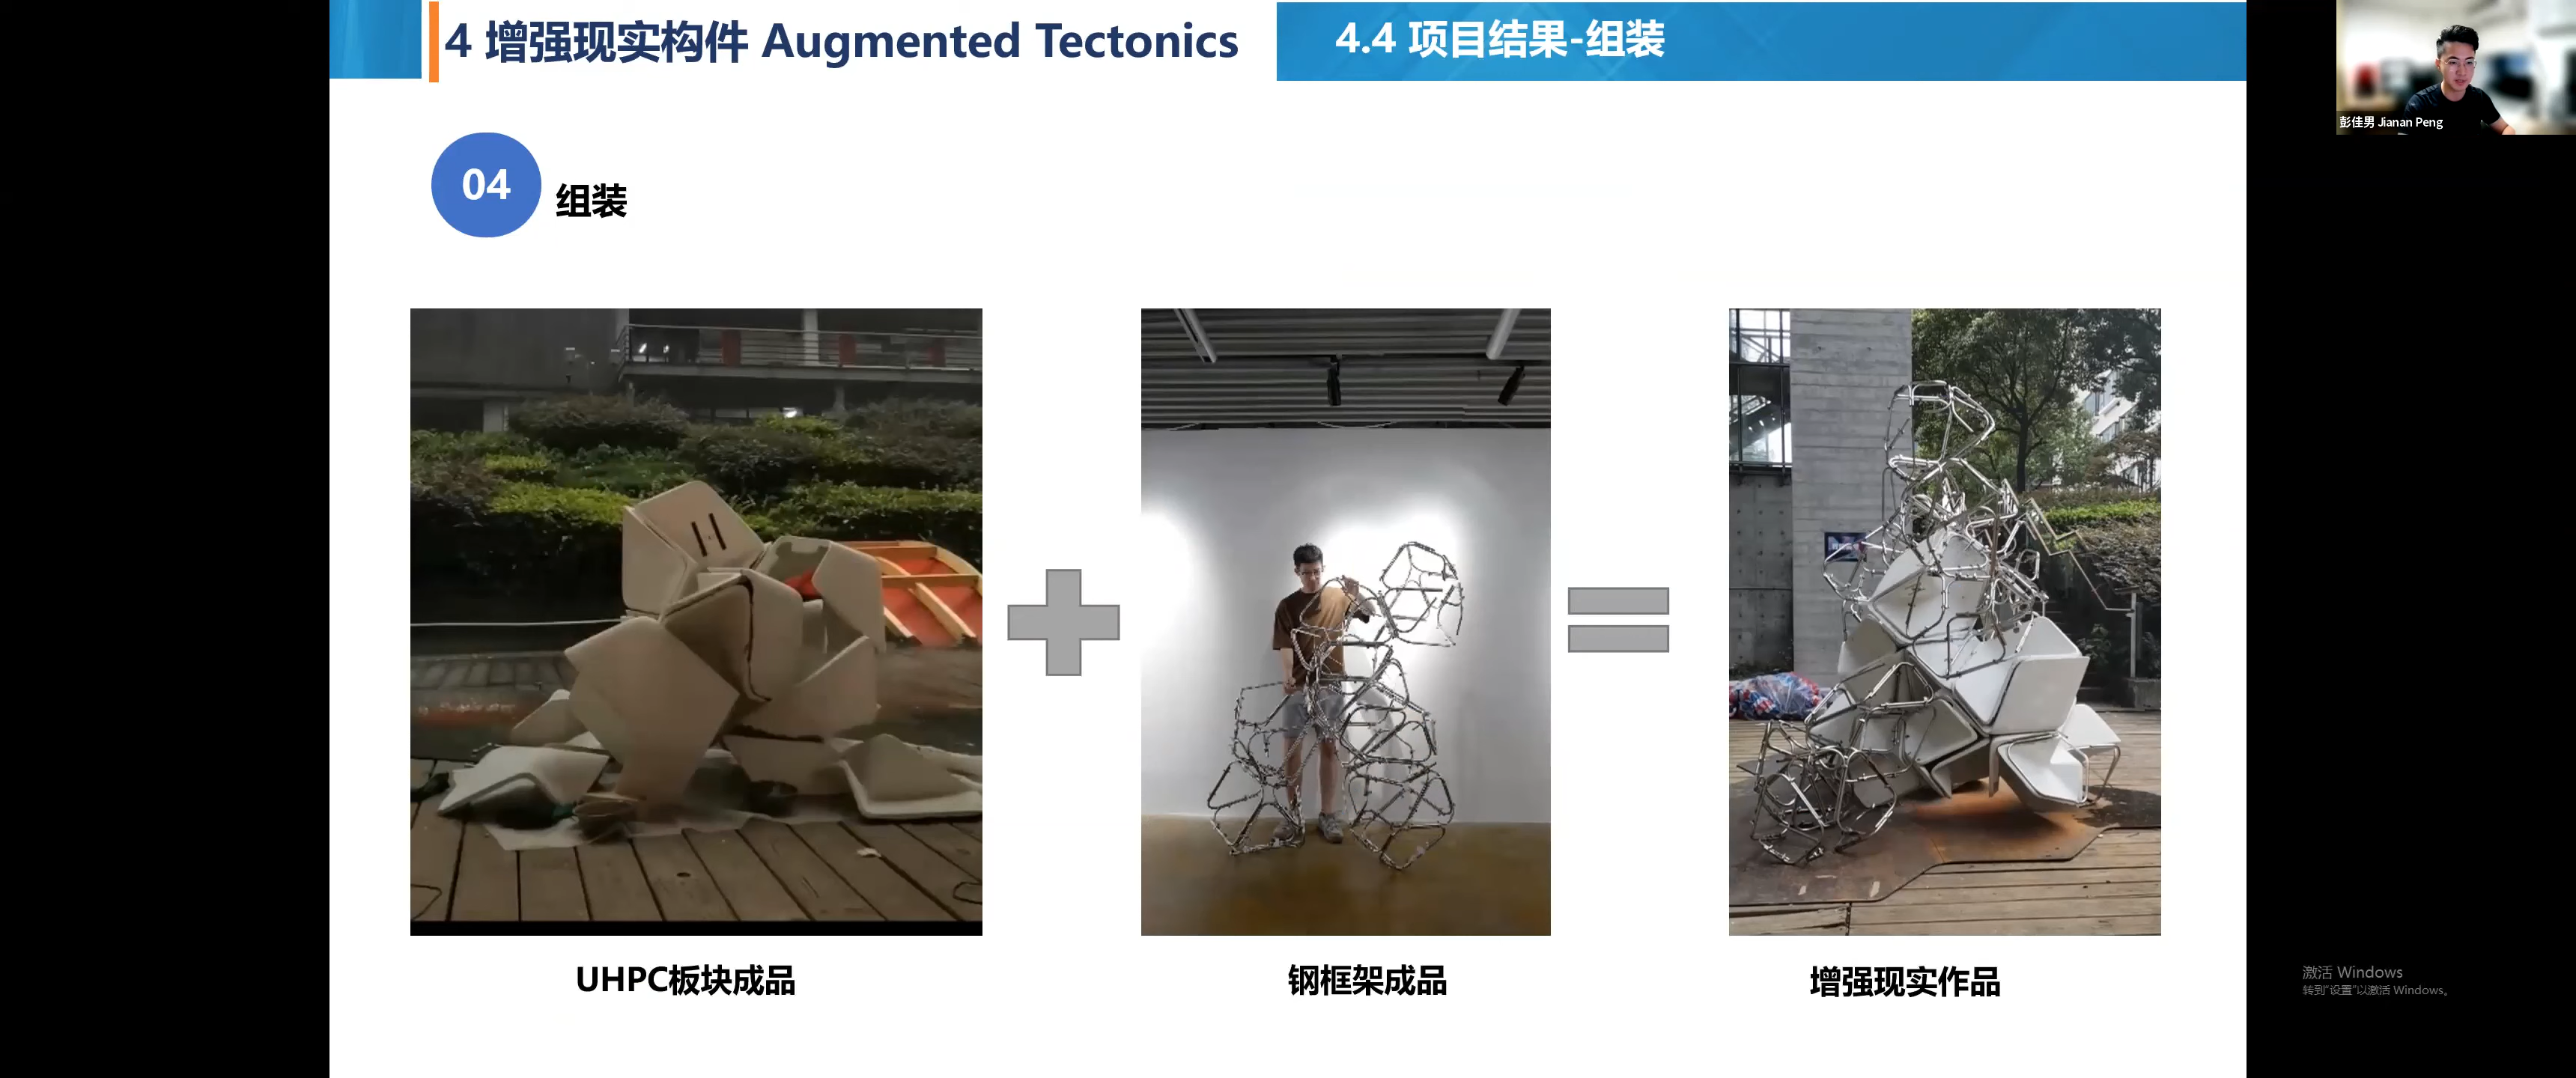 4 增强现实构件 Augmented Tectonics
4.4 项目结果-组装
彭佳男 Jianan Peng
04
组装
UHPC板块成品
钢框架成品
增强现实作品
激活 Windows
转到"设置"以激活 Windows。